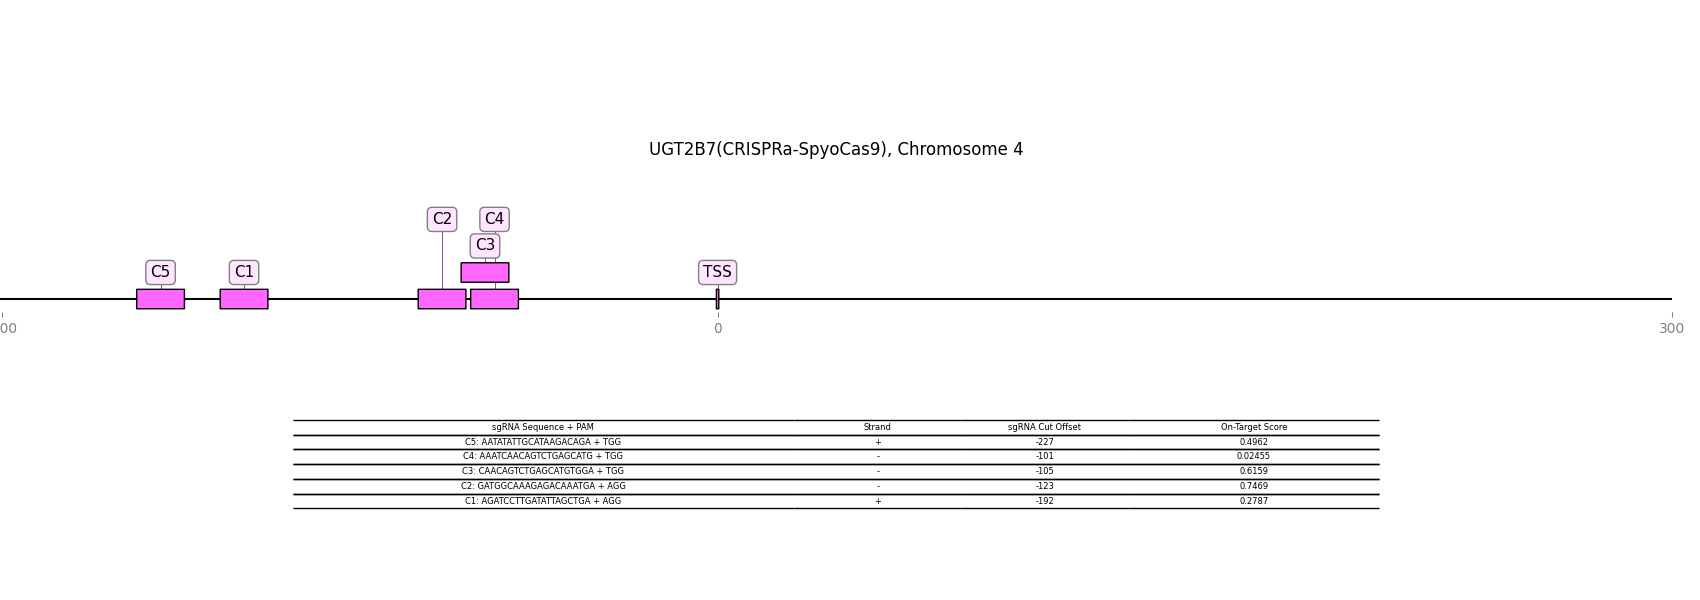 UGT2B7(CRISPRa-SpyoCas9), Chromosome 4
C2 C4
C3
C5 C1 TSS
00 0 300
sgRNA Sequence + PAM Strand sgRNA Cut Offset On-Target Score
C5: AATATATTGCATAAGACAGA + TGG + -227 0.4962
C4: AAATCAACAGTCTGAGCATG + TGG - -101 0.02455
C3: CAACAGTCTGAGCATGTGGA + TGG - -105 0.6159
C2: GATGGCAAAGAGACAAATGA + AGG - -123 0.7469
C1: AGATCCTTGATATTAGCTGA + AGG + -192 0.2787